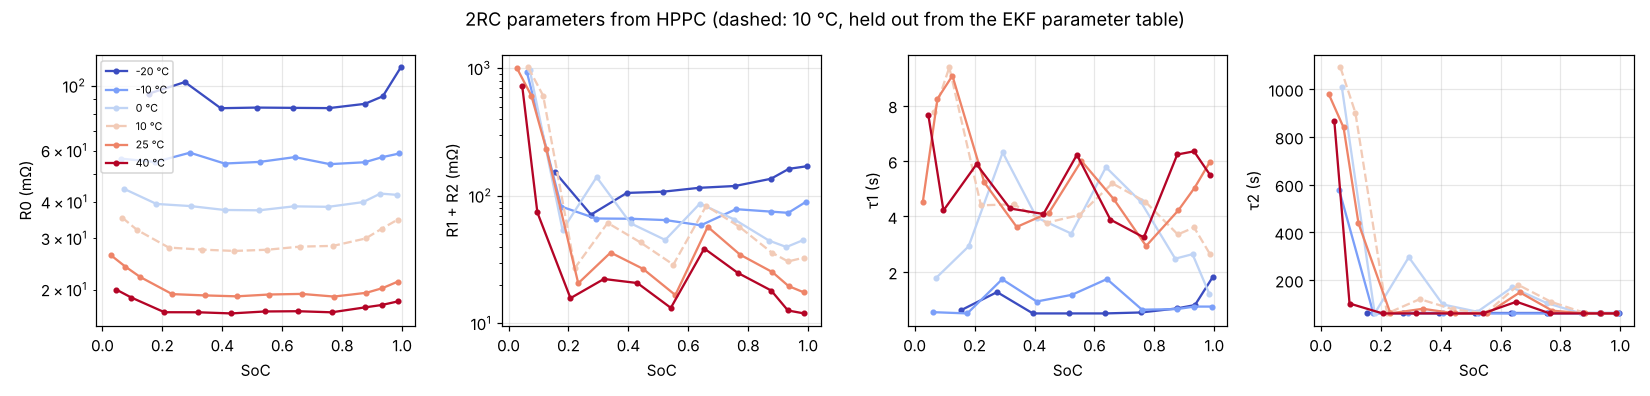 2RC parameters from HPPC (dashed: 10 °C, held out from the EKF parameter table)
R0 (mΩ)
10²
6 × 10¹
4 × 10¹
3 × 10¹
2 × 10¹
-20 °C
-10 °C
0 °C
10 °C
25 °C
40 °C
0.0 0.2 0.4 0.6 0.8 1.0
SoC
R1 + R2 (mΩ)
10³
10²
10¹
0.0 0.2 0.4 0.6 0.8 1.0
SoC
τ1 (s)
8
6
4
2
0.0 0.2 0.4 0.6 0.8 1.0
SoC
τ2 (s)
1000
800
600
400
200
0.0 0.2 0.4 0.6 0.8 1.0
SoC